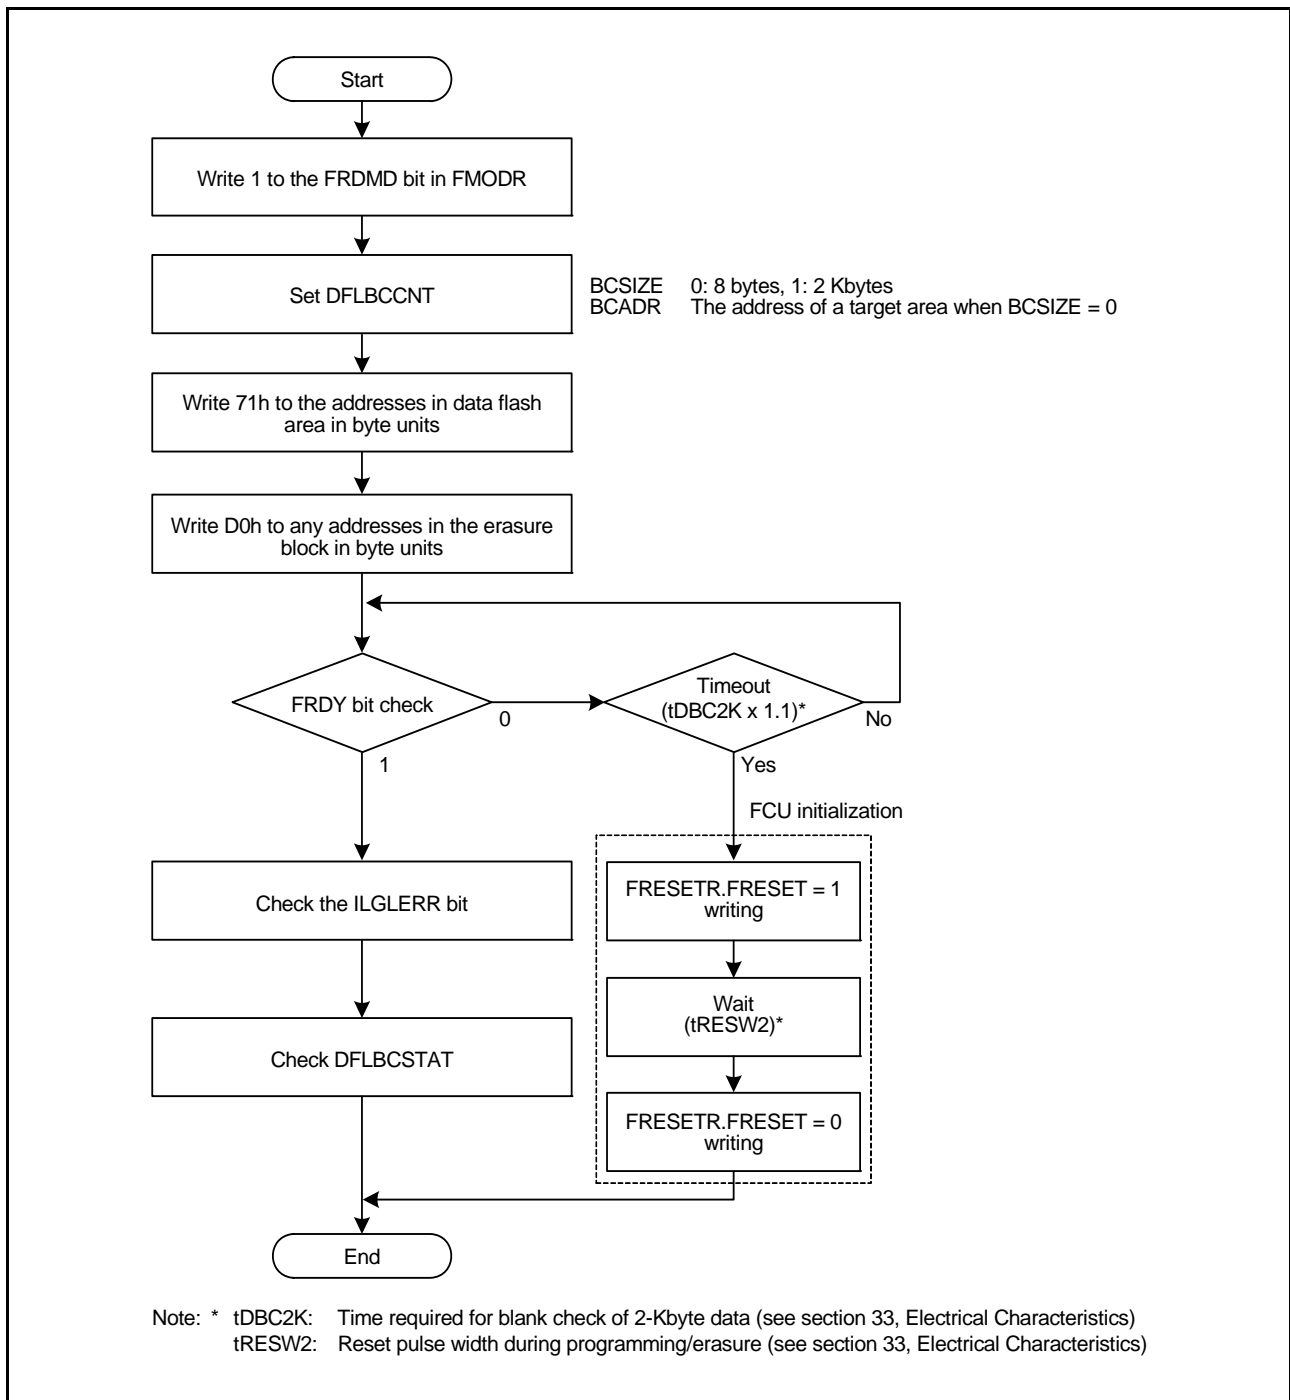 Start
Write 1 to the FRDMD bit in FMODR
Set DFLBCCNT
BCSIZE 0: 8 bytes, 1: 2 Kbytes
BCADR The address of a target area when BCSIZE = 0
Write 71h to the addresses in data flash
area in byte units
Write D0h to any addresses in the erasure
block in byte units
FRDY bit check
0
1
Timeout
(tDBC2K x 1.1)*
No
Yes
FCU initialization
Check the ILGLERR bit
FRESETR.FRESET = 1
writing
Wait
(tRESW2)*
Check DFLBCSTAT
FRESETR.FRESET = 0
writing
End
Note: * tDBC2K: Time required for blank check of 2-Kbyte data (see section 33, Electrical Characteristics)
tRESW2: Reset pulse width during programming/erasure (see section 33, Electrical Characteristics)